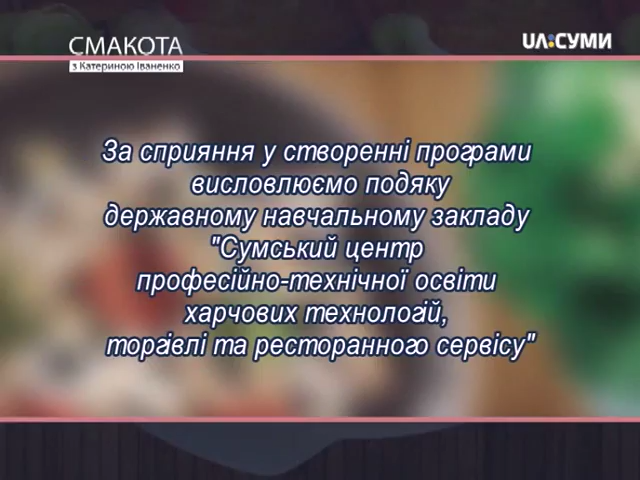 СМАКОТА
з Катериною Іваненко
UA:СУМИ
За сприяння у створенні програми
висловлюємо подяку
державному навчальному закладу
"Сумський центр
професійно-технічної освіти
харчових технологій,
торгівлі та ресторанного сервісу"